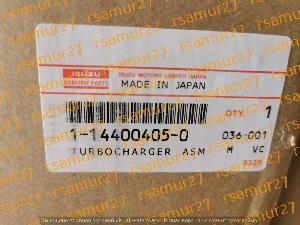 ISUZU
GENUINE PARTS
ISUZU MOTORS LIMITED JAPAN
MADE IN JAPAN
QTY. 1
1-14400405-0 036-001
TURBOCHARGER ASM M VC
rsamur27